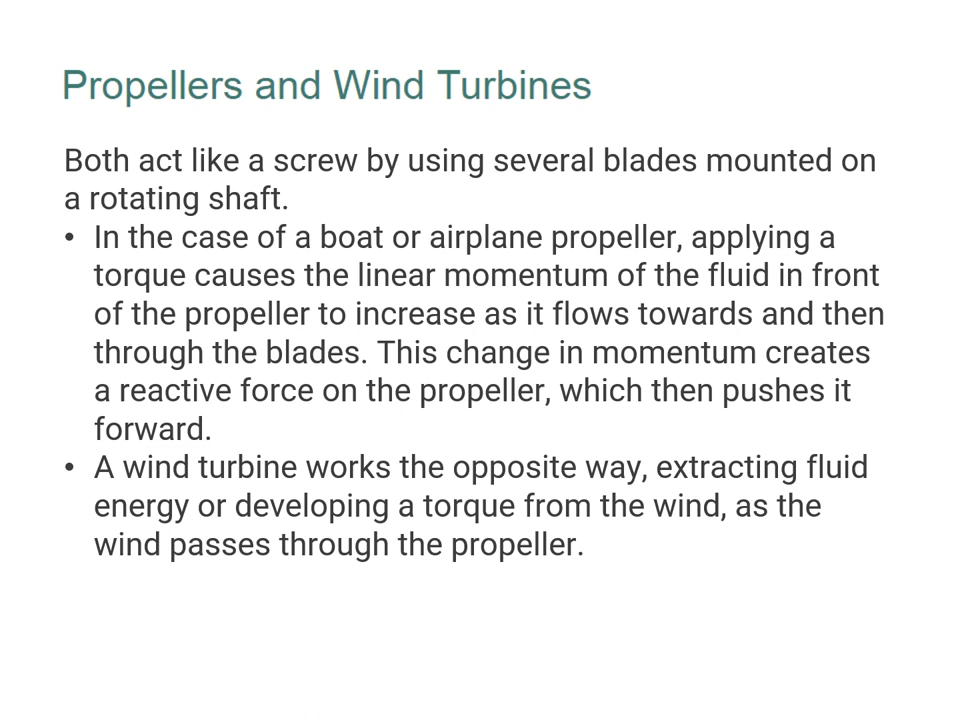 Propellers and Wind Turbines
Both act like a screw by using several blades mounted on
a rotating shaft.
• In the case of a boat or airplane propeller, applying a
torque causes the linear momentum of the fluid in front
of the propeller to increase as it flows towards and then
through the blades. This change in momentum creates
a reactive force on the propeller, which then pushes it
forward.
• A wind turbine works the opposite way, extracting fluid
energy or developing a torque from the wind, as the
wind passes through the propeller.